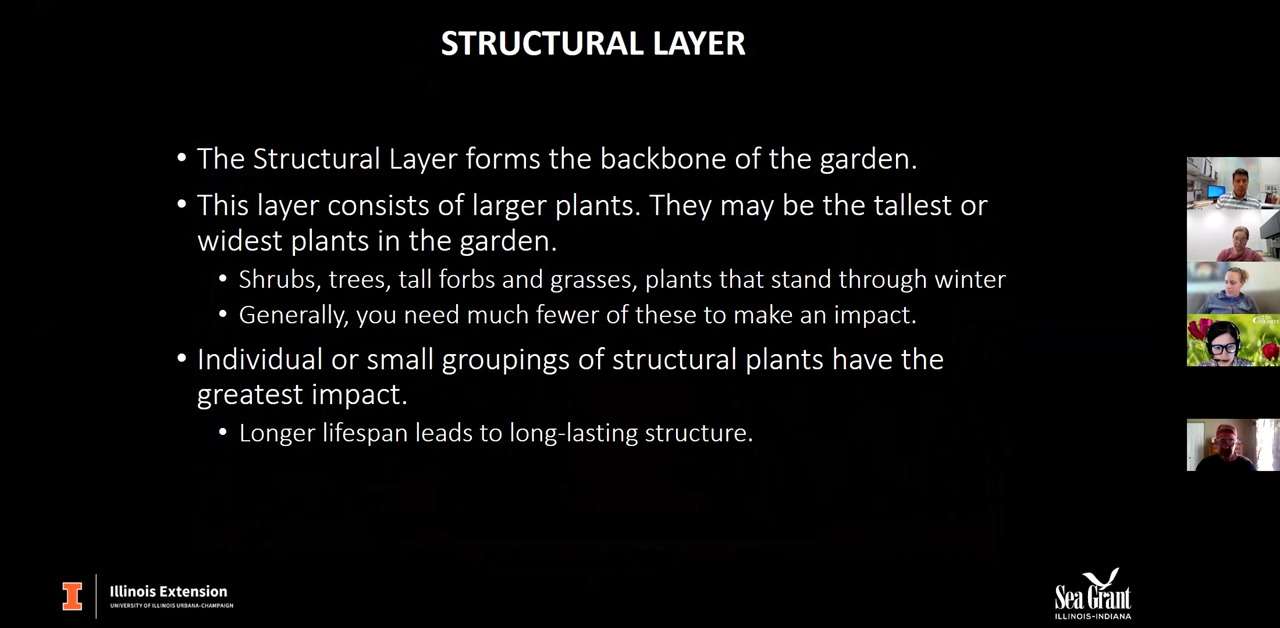 STRUCTURAL LAYER
• The Structural Layer forms the backbone of the garden.
• This layer consists of larger plants. They may be the tallest or
widest plants in the garden.
• Shrubs, trees, tall forbs and grasses, plants that stand through winter
• Generally, you need much fewer of these to make an impact.
• Individual or small groupings of structural plants have the
greatest impact.
• Longer lifespan leads to long-lasting structure.
I
Illinois Extension
UNIVERSITY OF ILLINOIS URBANA-CHAMPAIGN
Sea Grant
ILLINOIS-INDIANA